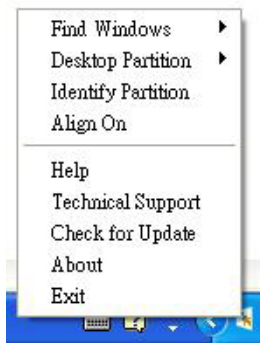 Find Windows
Desktop Partition
Identify Partition
Align On
Help
Technical Support
Check for Update
About
Exit